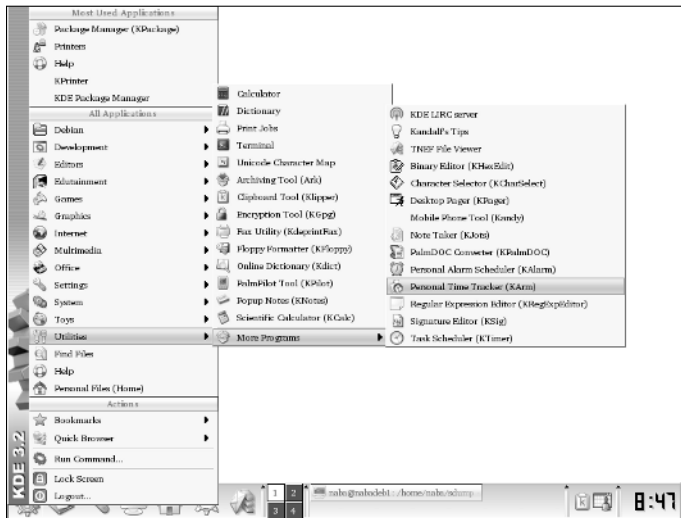 Most Used Applications
Package Manager (KPackage)
Printers
Help
KPrinter
KDE Package Manager
All Applications
Debian
Development
Editors
Edutainment
Games
Graphics
Internet
Multimedia
Office
Settings
System
Toys
Utilities
Find Files
Help
Personal Files (Home)
Actions
Bookmarks
Quick Browser
Run Command...
Lock Screen
Logout...
KDE 3.2
Calculator
Dictionary
Print Jobs
Terminal
Unicode Character Map
Archiving Tool (Ark)
Clipboard Tool (Klipper)
Encryption Tool (KGpg)
Fax Utility (KdeprintFax)
Floppy Formatter (KFloppy)
Online Dictionary (Kdict)
PalmPilot Tool (KPilot)
Popup Notes (KNotes)
Scientific Calculator (KCalc)
More Programs
KDE LIRC server
Kandalf's Tips
TNEF File Viewer
Binary Editor (KHexEdit)
Character Selector (KCharSelect)
Desktop Pager (KPager)
Mobile Phone Tool (Kandy)
Note Taker (KJots)
PalmDOC Converter (KPalmDOC)
Personal Alarm Scheduler (KAlarm)
Personal Time Tracker (KArm)
Regular Expression Editor (KRegExpEditor)
Signature Editor (KSig)
Task Scheduler (KTimer)
1 2
3 4
8:47